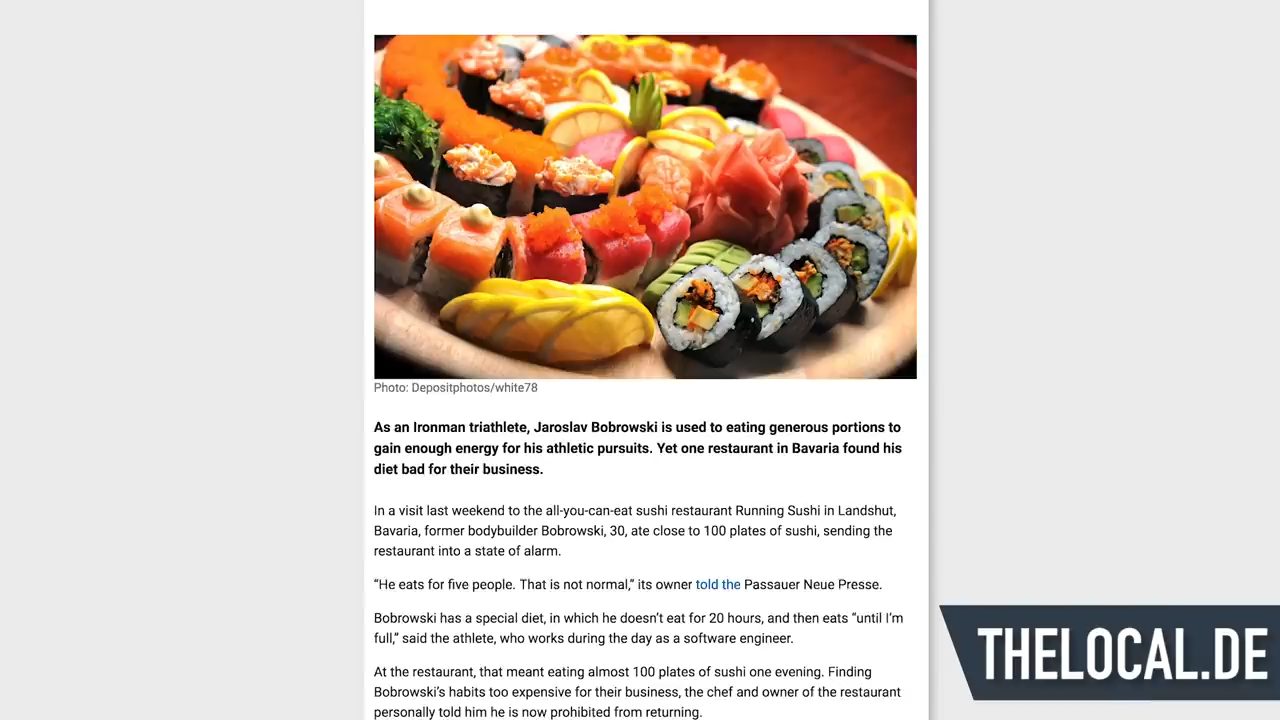 Photo: Depositphotos/white78
As an Ironman triathlete, Jaroslav Bobrowski is used to eating generous portions to
gain enough energy for his athletic pursuits. Yet one restaurant in Bavaria found his
diet bad for their business.
In a visit last weekend to the all-you-can-eat sushi restaurant Running Sushi in Landshut,
Bavaria, former bodybuilder Bobrowski, 30, ate close to 100 plates of sushi, sending the
restaurant into a state of alarm.
“He eats for five people. That is not normal,” its owner told the Passauer Neue Presse.
Bobrowski has a special diet, in which he doesn’t eat for 20 hours, and then eats “until I’m
full,” said the athlete, who works during the day as a software engineer.
At the restaurant, that meant eating almost 100 plates of sushi one evening. Finding
Bobrowski’s habits too expensive for their business, the chef and owner of the restaurant
personally told him he is now prohibited from returning.
THELOCAL.DE